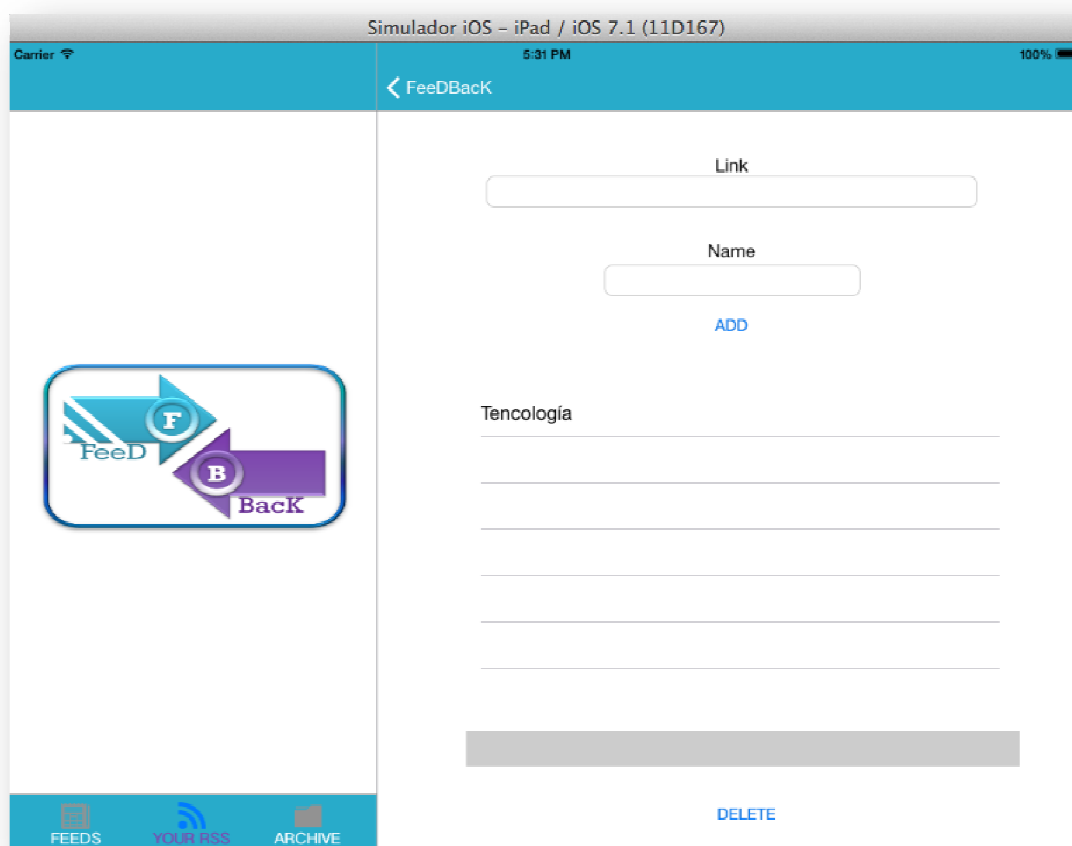 Simulador iOS – iPad / iOS 7.1 (11D167)
Carrier 5:31 PM 100%
FeeDBacK
Link
Name
ADD
Tencología
F
FeeD
B
BacK
DELETE
FEEDS YOUR RSS ARCHIVE